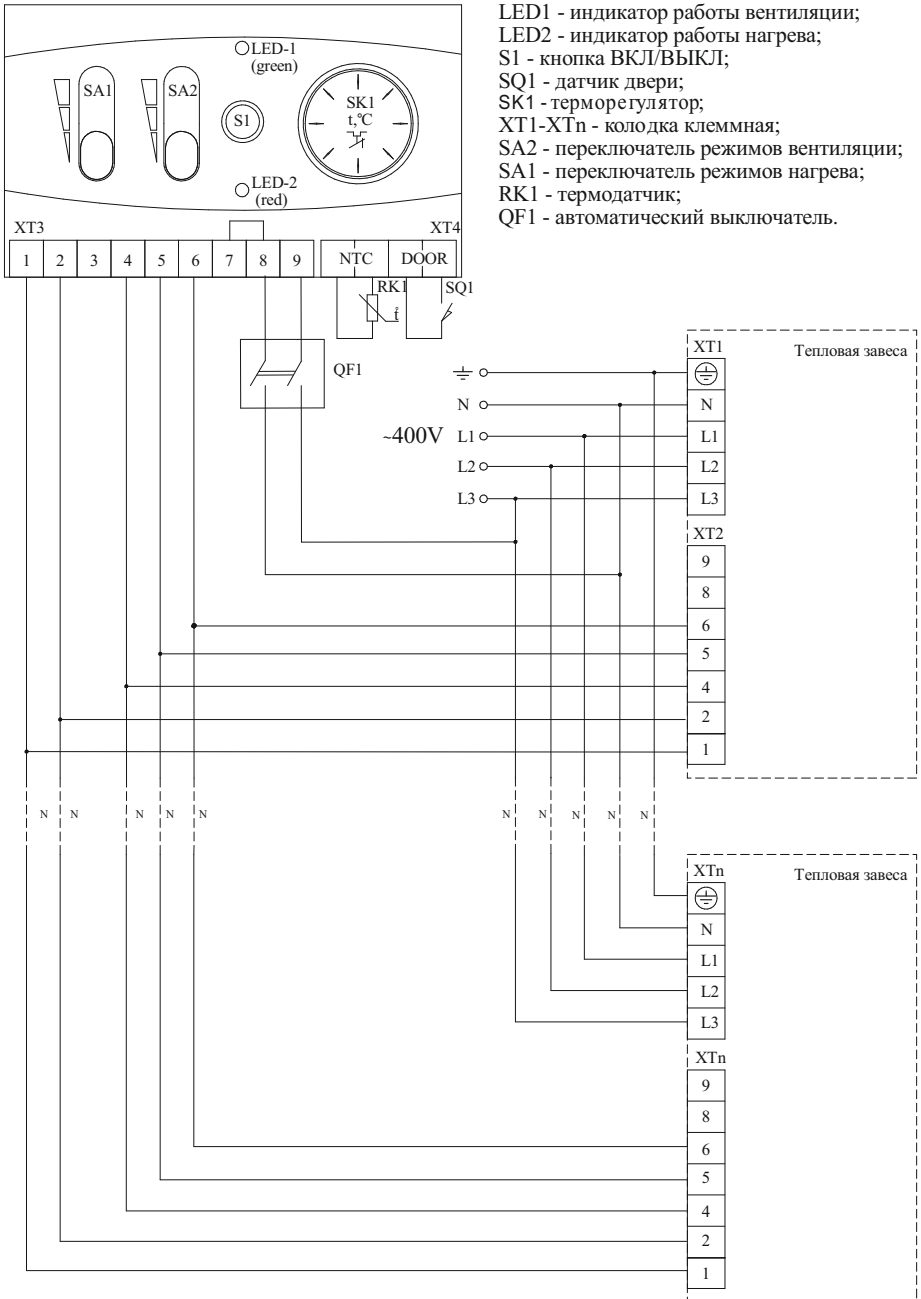 LED1 - индикатор работы вентиляции;
LED2 - индикатор работы нагрева;
S1 - кнопка ВКЛ/ВЫКЛ;
SQ1 - датчик двери;
SK1 - терморегулятор;
XT1-XTn - колодка клеммная;
SA2 - переключатель режимов вентиляции;
SA1 - переключатель режимов нагрева;
RK1 - термодатчик;
QF1 - автоматический выключатель.
LED-1
(green)
SA1
SA2
S1
SK1
t,°C
LED-2
(red)
XT3
XT4
1 2 3 4 5 6 7 8 9
NTC DOOR
RK1
SQ1
t°
QF1
~400V
N
L1
L2
L3
XT1
Тепловая завеса
N
L1
L2
L3
XT2
9
8
6
5
4
2
1
N N N N N N N N N N
XTn
Тепловая завеса
N
L1
L2
L3
XTn
9
8
6
5
4
2
1